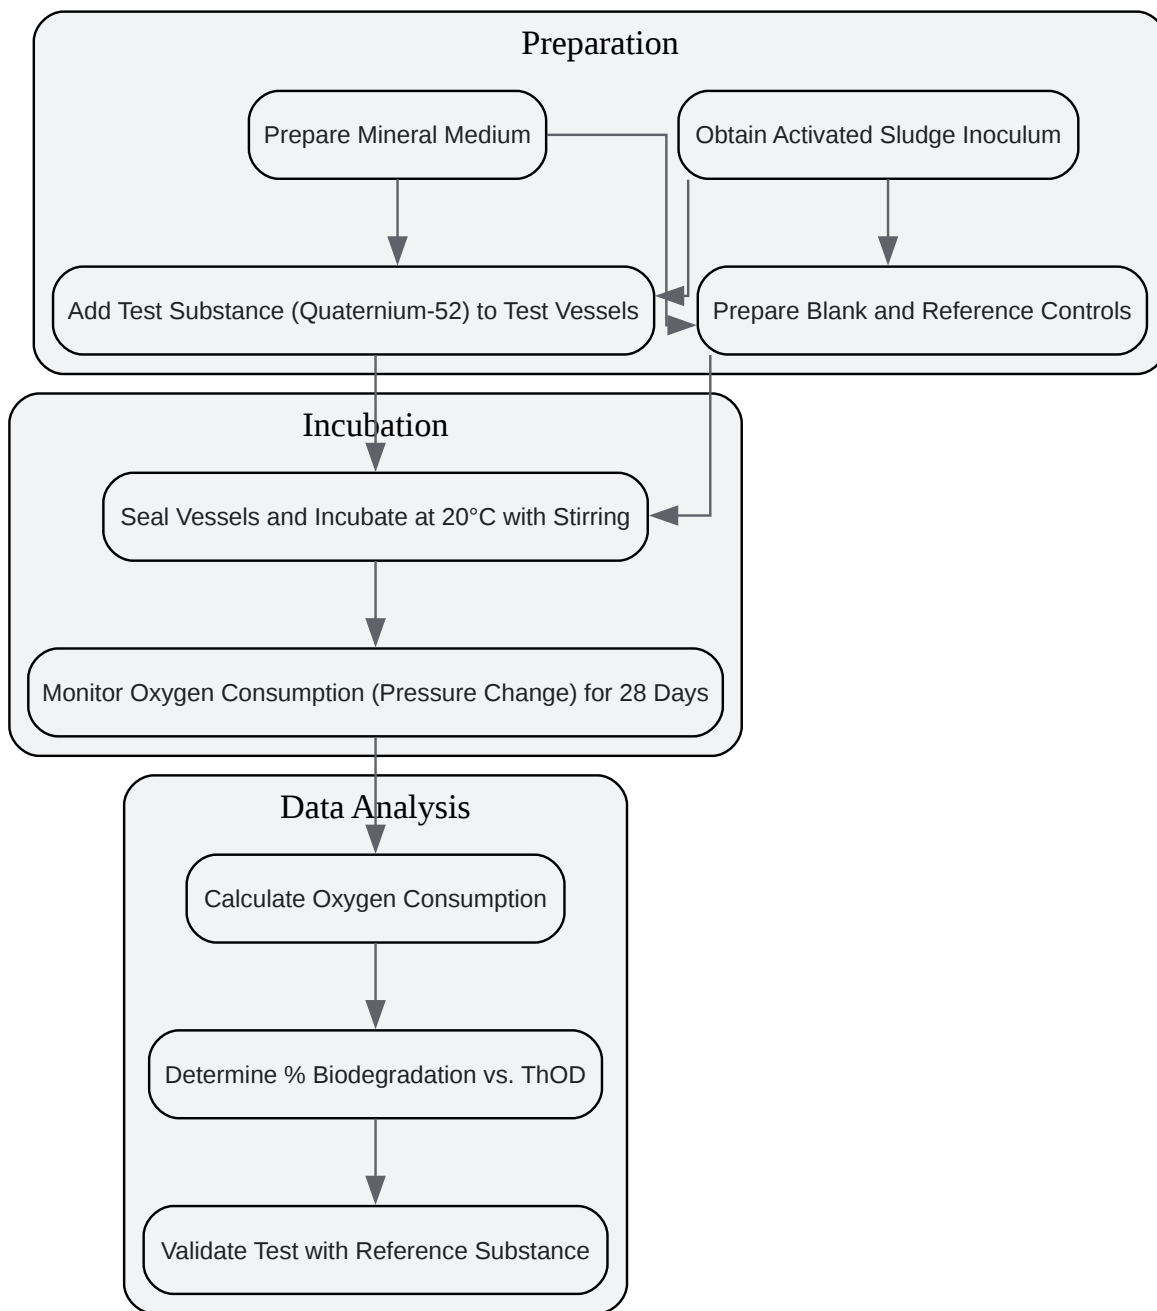 Preparation
Prepare Mineral Medium
Obtain Activated Sludge Inoculum
Add Test Substance (Quaternium-52) to Test Vessels
Prepare Blank and Reference Controls
Incubation
Seal Vessels and Incubate at 20°C with Stirring
Monitor Oxygen Consumption (Pressure Change) for 28 Days
Data Analysis
Calculate Oxygen Consumption
Determine % Biodegradation vs. ThOD
Validate Test with Reference Substance